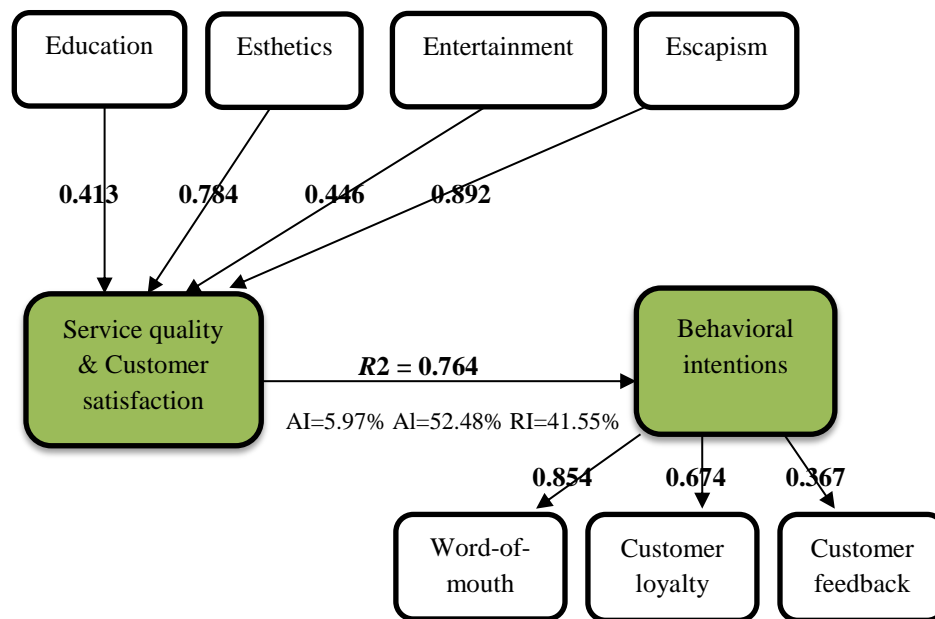 Education
Esthetics
Entertainment
Escapism
0.413
0.784
0.446
0.892
Service quality
& Customer
satisfaction
R2 = 0.764
AI=5.97% Al=52.48% RI=41.55%
Behavioral
intentions
0.854
0.674
0.367
Word-of-
mouth
Customer
loyalty
Customer
feedback